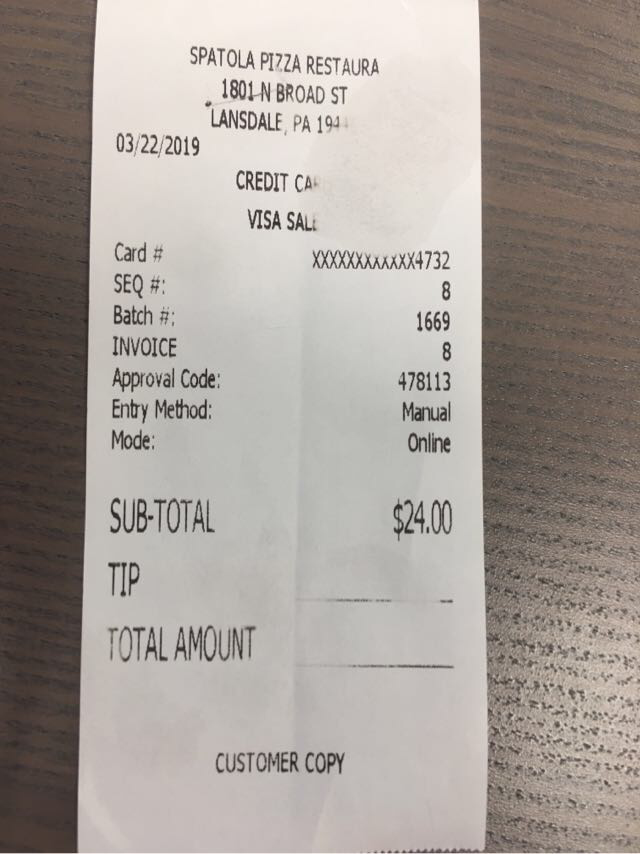 SPATOLA PIZZA RESTAURA
1801 N BROAD ST
LANSDALE, PA
03/22/2019
CREDIT
VISA
Card # XXXXXXXXXXXX4732
SEQ #: 8
Batch #: 1669
INVOICE 8
Approval Code: 478113
Entry Method: Manual
Mode: Online
SUB-TOTAL $24.00
TIP
TOTAL AMOUNT
CUSTOMER COPY